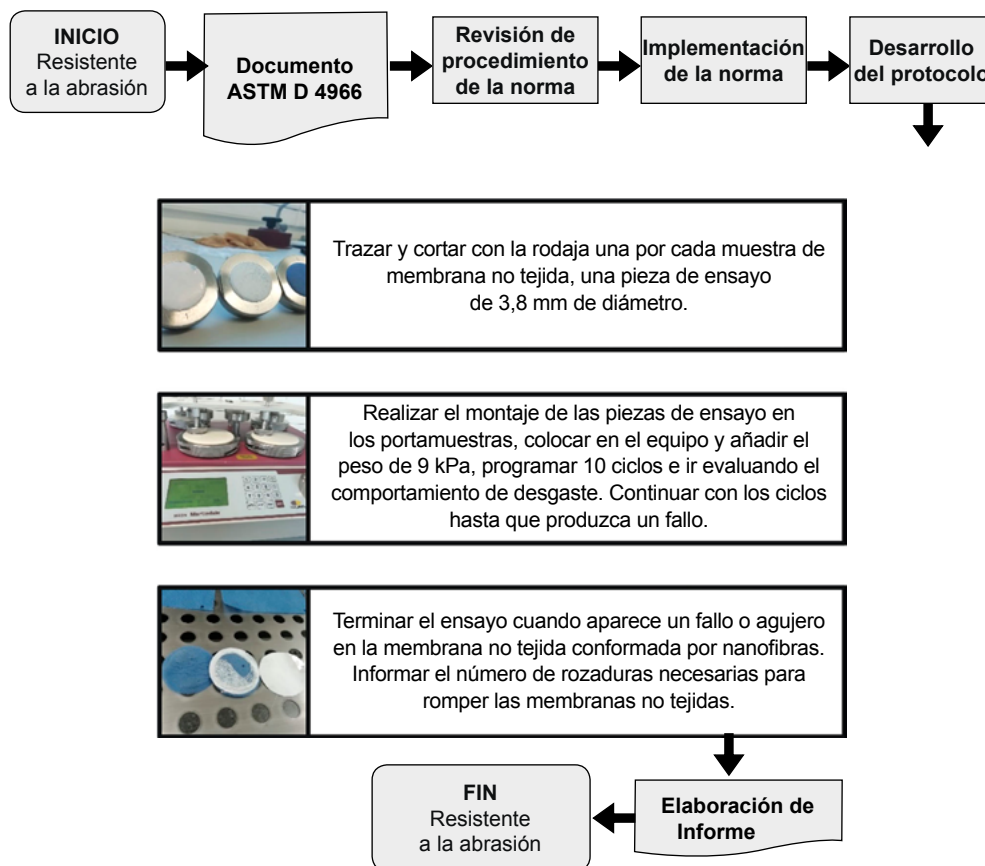 INICIO
Resistente
a la abrasión
Documento
ASTM D 4966
Revisión de
procedimiento
de la norma
Implementación
de la norma
Desarrollo
del protocolo
Trazar y cortar con la rodaja una por cada muestra de
membrana no tejida, una pieza de ensayo
de 3,8 mm de diámetro.
Realizar el montaje de las piezas de ensayo en
los portamuestras, colocar en el equipo y añadir el
peso de 9 kPa, programar 10 ciclos e ir evaluando el
comportamiento de desgaste. Continuar con los ciclos
hasta que produzca un fallo.
Terminar el ensayo cuando aparece un fallo o agujero
en la membrana no tejida conformada por nanofibras.
Informar el número de rozaduras necesarias para
romper las membranas no tejidas.
Elaboración de
Informe
FIN
Resistente
a la abrasión